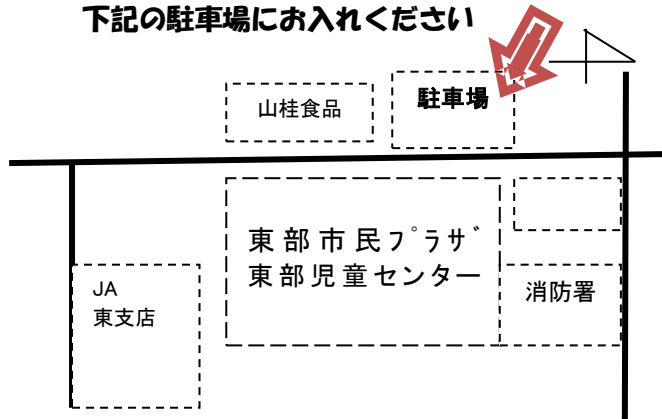 下記の駐車場にお入れください
山桂食品
駐車場
東部市民プラザ
東部児童センター
JA
東支店
消防署